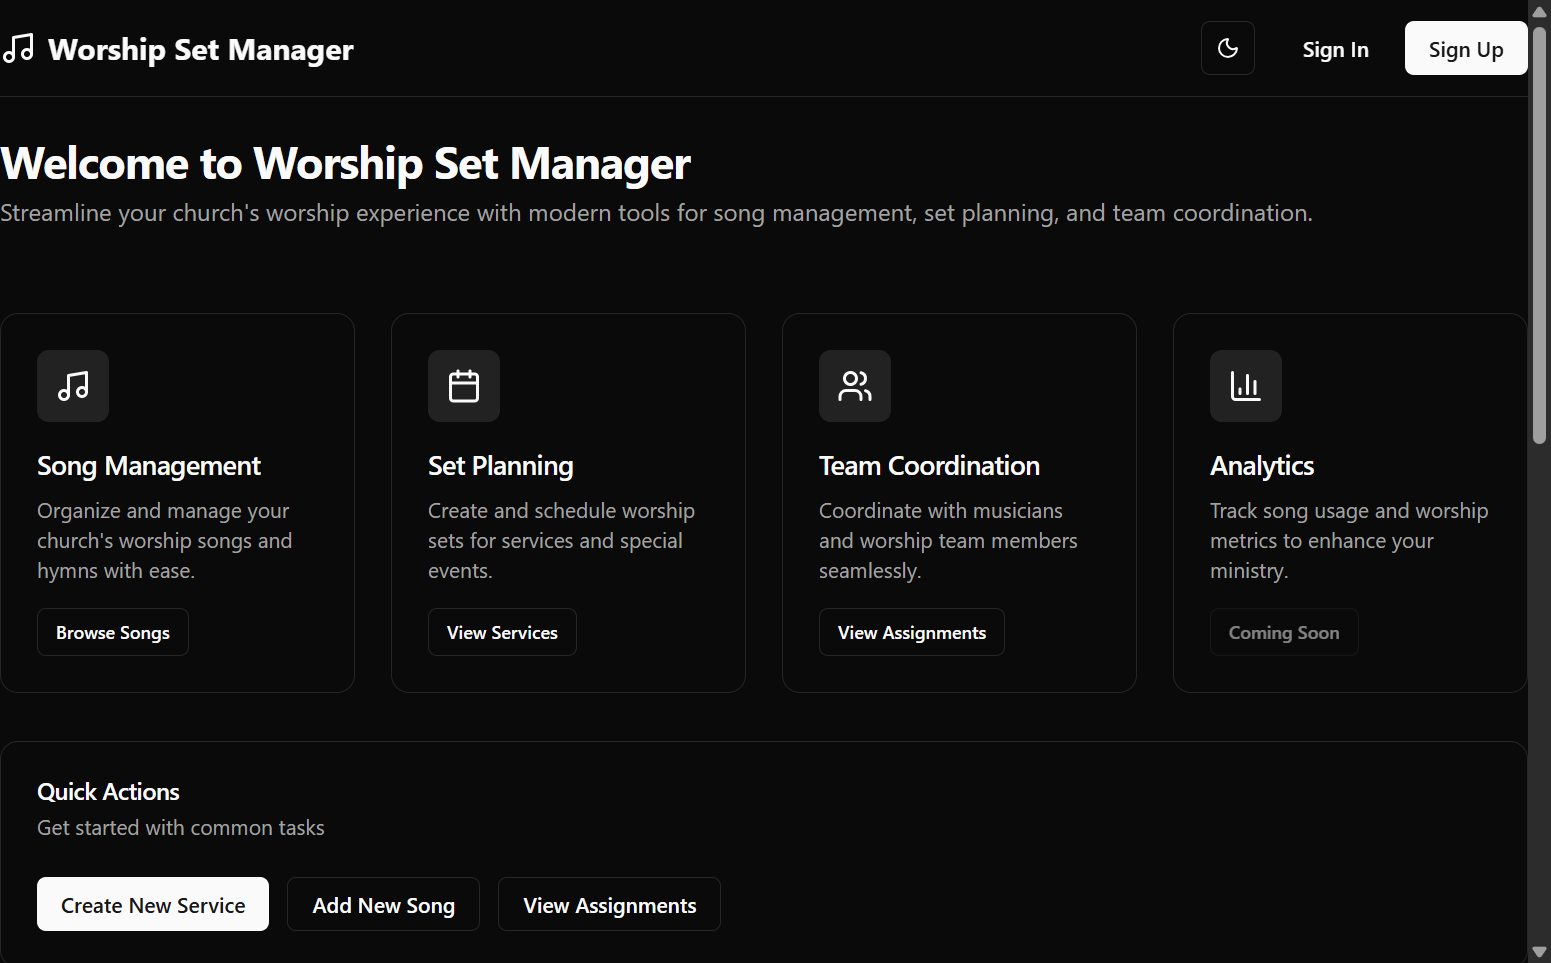 Worship Set Manager
Sign In
Sign Up
Welcome to Worship Set Manager
Streamline your church's worship experience with modern tools for song management, set planning, and team coordination.
Song Management
Organize and manage your
church's worship songs and
hymns with ease.
Browse Songs
Set Planning
Create and schedule worship
sets for services and special
events.
View Services
Team Coordination
Coordinate with musicians
and worship team members
seamlessly.
View Assignments
Analytics
Track song usage and worship
metrics to enhance your
ministry.
Coming Soon
Quick Actions
Get started with common tasks
Create New Service
Add New Song
View Assignments